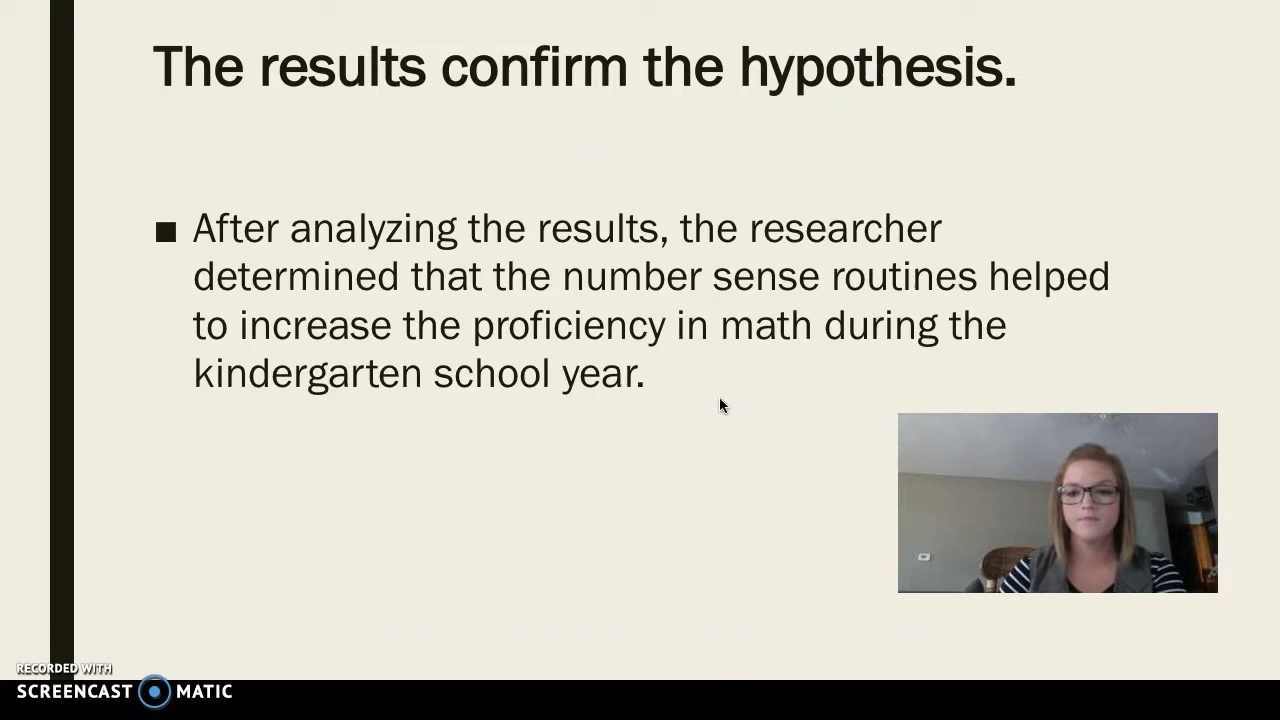 The results confirm the hypothesis.
■ After analyzing the results, the researcher
determined that the number sense routines helped
to increase the proficiency in math during the
kindergarten school year.
RECORDED WITH
SCREENCAST MATIC